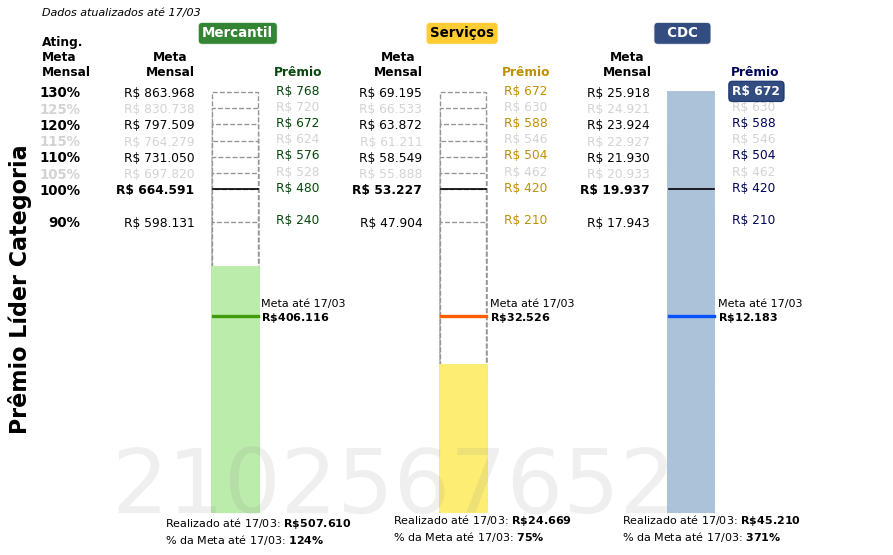 Dados atualizados até 17/03
Mercantil Serviços CDC
Ating. Meta Mensal Meta Mensal Prêmio Meta Mensal Prêmio Meta Mensal Prêmio
130% R$ 863.968 R$ 768 R$ 69.195 R$ 672 R$ 25.918 R$ 672
125% R$ 830.738 R$ 720 R$ 66.533 R$ 630 R$ 24.921 R$ 630
120% R$ 797.509 R$ 672 R$ 63.872 R$ 588 R$ 23.924 R$ 588
115% R$ 764.279 R$ 624 R$ 61.211 R$ 546 R$ 22.927 R$ 546
110% R$ 731.050 R$ 576 R$ 58.549 R$ 504 R$ 21.930 R$ 504
105% R$ 697.820 R$ 528 R$ 55.888 R$ 462 R$ 20.933 R$ 462
100% R$ 664.591 R$ 480 R$ 53.227 R$ 420 R$ 19.937 R$ 420
90% R$ 598.131 R$ 240 R$ 47.904 R$ 210 R$ 17.943 R$ 210
Prêmio Líder Categoria
Meta até 17/03 Meta até 17/03 Meta até 17/03
R$406.116 R$32.526 R$12.183
2102567652
Realizado até 17/03: R$507.610 Realizado até 17/03: R$24.669 Realizado até 17/03: R$45.210
% da Meta até 17/03: 124% % da Meta até 17/03: 75% % da Meta até 17/03: 371%